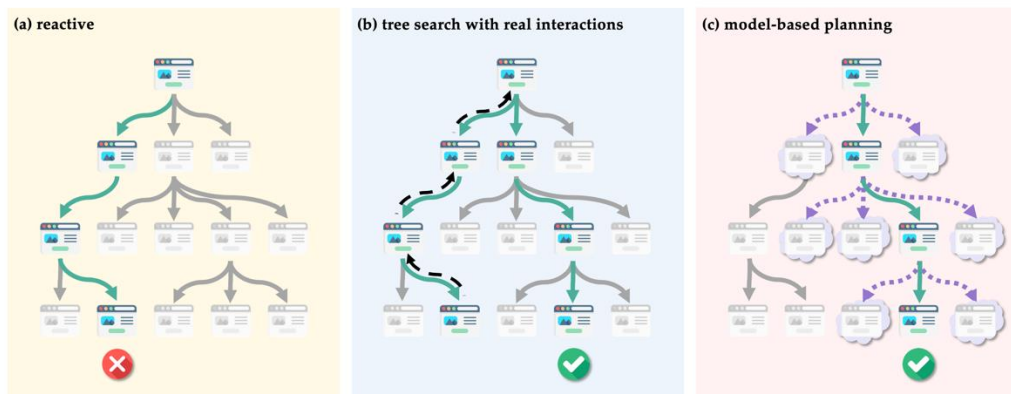 (a) reactive
(b) tree search with real interactions
(c) model-based planning